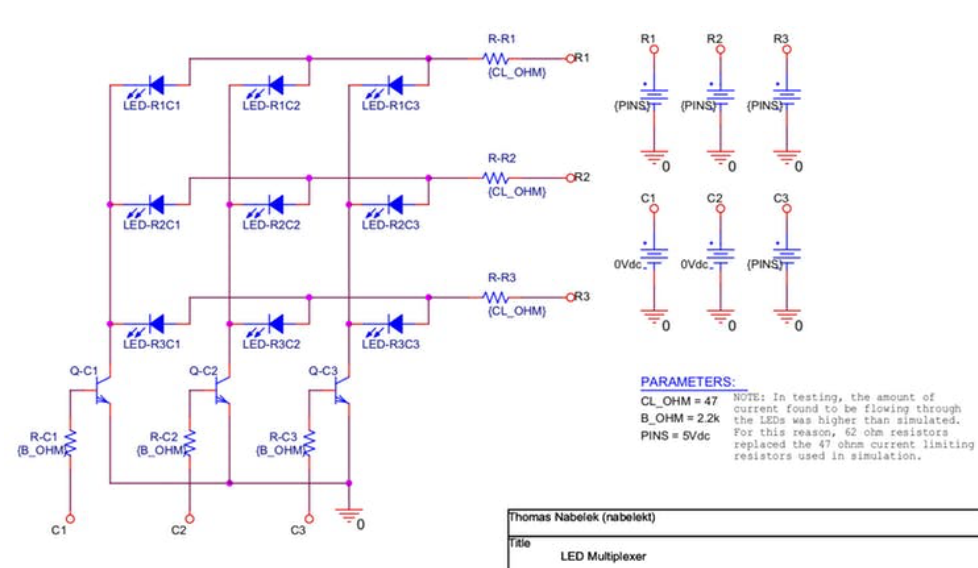 R-R1
R1
{CL_OHM}
LED-R1C1
LED-R1C2
LED-R1C3
R-R2
R2
{CL_OHM}
LED-R2C1
LED-R2C2
LED-R2C3
R-R3
R3
{CL_OHM}
LED-R3C1
LED-R3C2
LED-R3C3
Q-C1
Q-C2
Q-C3
R-C1
{B_OHM}
R-C2
{B_OHM}
R-C3
{B_OHM}
C1
C2
C3
0
R1
R2
R3
{PINS}
{PINS}
{PINS}
0
0
0
C1
C2
C3
0Vdc
0Vdc
{PINS}
0
0
0
PARAMETERS:
CL_OHM = 47
B_OHM = 2.2k
PINS = 5Vdc
NOTE: In testing, the amount of
current found to be flowing through
the LEDs was higher than simulated.
For this reason, 62 ohm resistors
replaced the 47 ohnm current limiting
resistors used in simulation.
Thomas Nabelek (nabelekt)
Title
LED Multiplexer